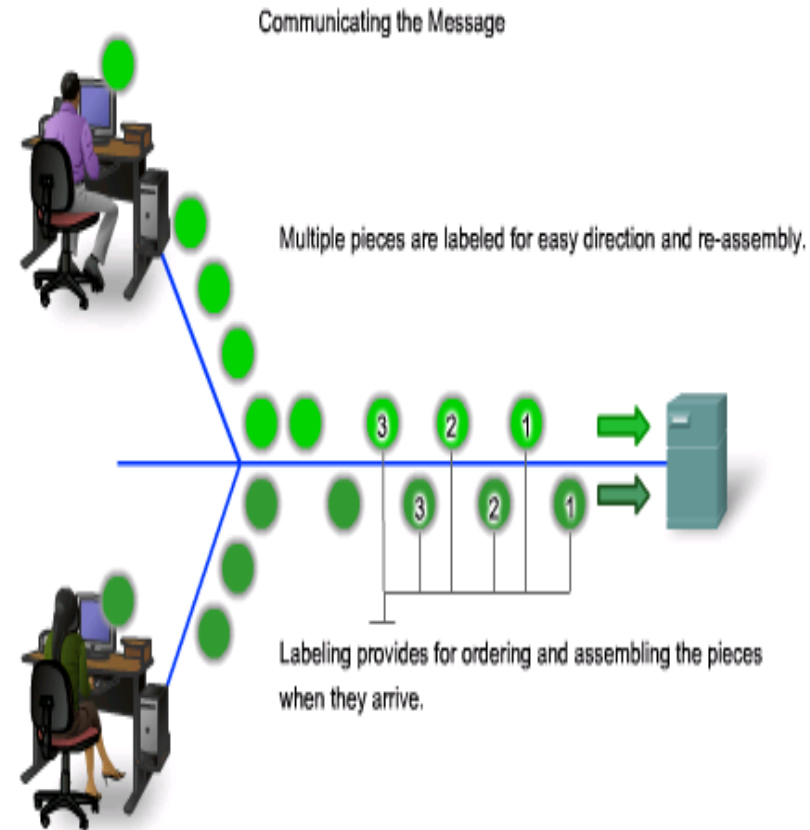 Communicating the Message
Multiple pieces are labeled for easy direction and re-assembly.
3 2 1
3 2 1
Labeling provides for ordering and assembling the pieces
when they arrive.